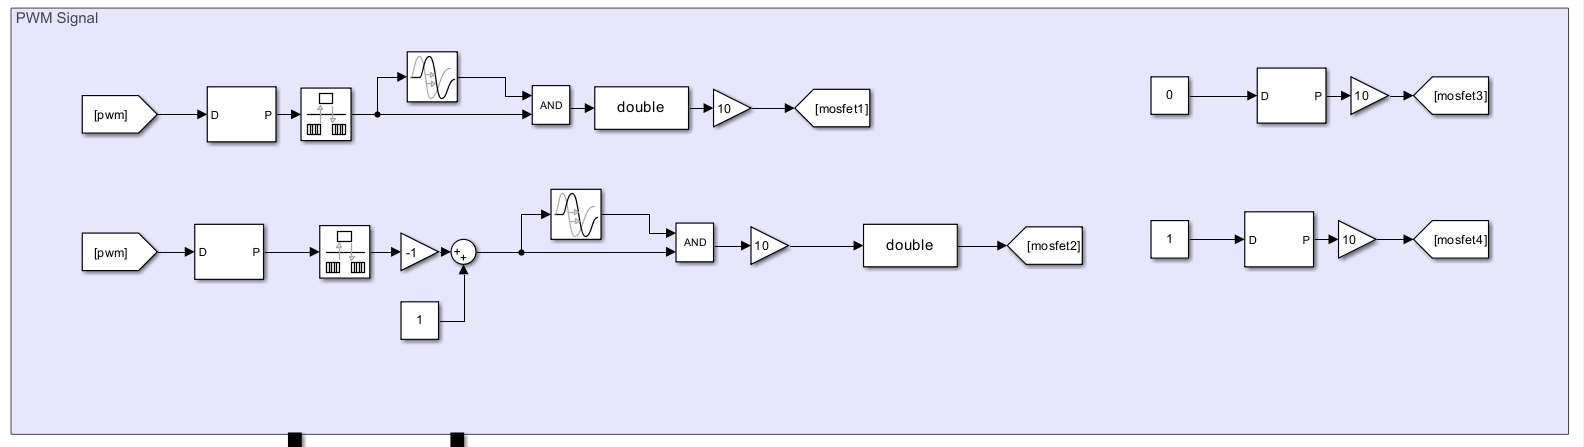 PWM Signal
[pwm]
D P
AND
double
10
[mosfet1]
0
D P
10
[mosfet3]
[pwm]
D P
-1
+
+
1
AND
10
double
[mosfet2]
1
D P
10
[mosfet4]